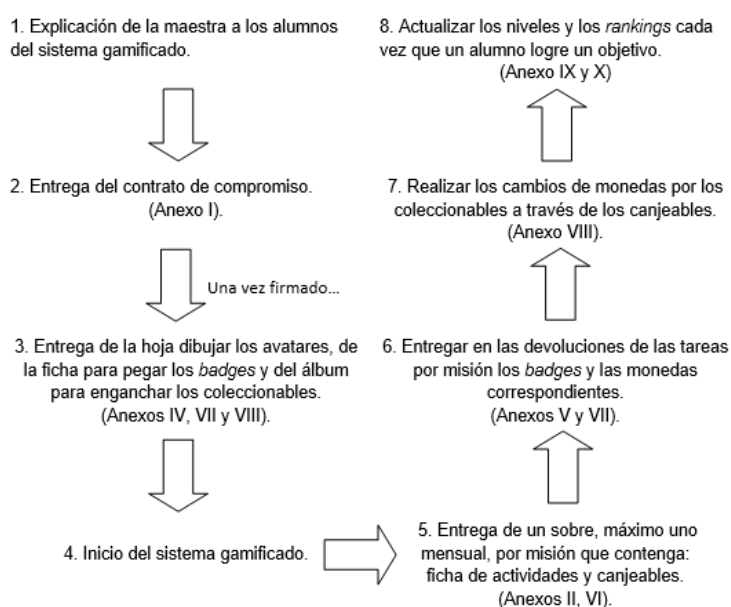 1. Explicación de la maestra a los alumnos
del sistema gamificado.
2. Entrega del contrato de compromiso.
(Anexo I).
Una vez firmado...
3. Entrega de la hoja dibujar los avatares, de
la ficha para pegar los badges y del álbum
para enganchar los coleccionables.
(Anexos IV, VII y VIII).
4. Inicio del sistema gamificado.
5. Entrega de un sobre, máximo uno
mensual, por misión que contenga:
ficha de actividades y canjeables.
(Anexos II, VI).
6. Entregar en las devoluciones de las tareas
por misión los badges y las monedas
correspondientes.
(Anexos V y VII).
7. Realizar los cambios de monedas por los
coleccionables a través de los canjeables.
(Anexo VIII).
8. Actualizar los niveles y los rankings cada
vez que un alumno logre un objetivo.
(Anexo IX y X)